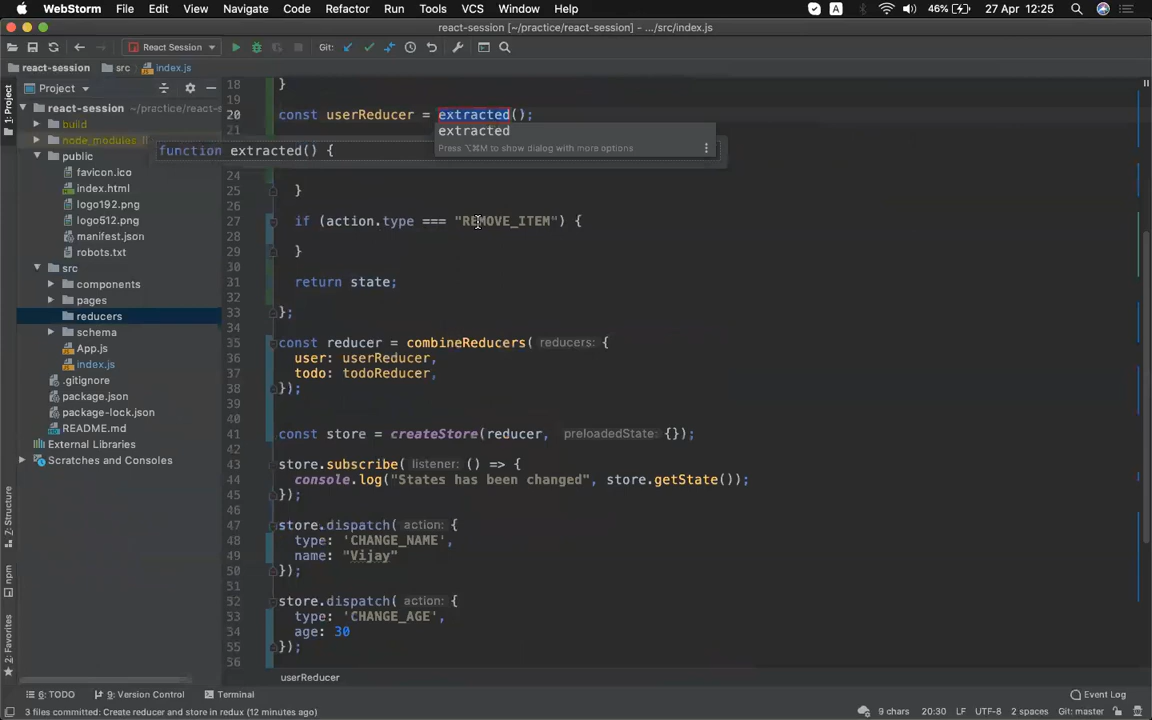 WebStorm File Edit View Navigate Code Refactor Run Tools VCS Window Help 46% 27 Apr 12:25
react-session [~/practice/react-session] – .../src/index.js
React Session Git:
react-session src index.js
Project
1: Project
7: Structure
npm
2: Favorites
react-session ~/practice/react-s
build
node_modules li
public
favicon.ico
index.html
logo192.png
logo512.png
manifest.json
robots.txt
src
components
pages
reducers
schema
App.js
index.js
.gitignore
package.json
package-lock.json
README.md
External Libraries
Scratches and Consoles
18 }
19
20 const userReducer = extracted();
21
extracted
Press ⌥⌘M to show dialog with more options
function extracted() {
24
25 }
26
27 if (action.type === "REMOVE_ITEM") {
28
29 }
30
31 return state;
32
33 };
34
35 const reducer = combineReducers( reducers: {
36 user: userReducer,
37 todo: todoReducer,
38 });
39
40
41 const store = createStore(reducer, preloadedState: {});
42
43 store.subscribe( listener: () => {
44 console.log("States has been changed", store.getState());
45 });
46
47 store.dispatch( action: {
48 type: 'CHANGE_NAME',
49 name: "Vijay"
50 });
51
52 store.dispatch( action: {
53 type: 'CHANGE_AGE',
54 age: 30
55 });
56
userReducer
6: TODO 9: Version Control Terminal Event Log
3 files committed: Create reducer and store in redux (12 minutes ago) 9 chars 20:30 LF UTF-8 2 spaces Git: master